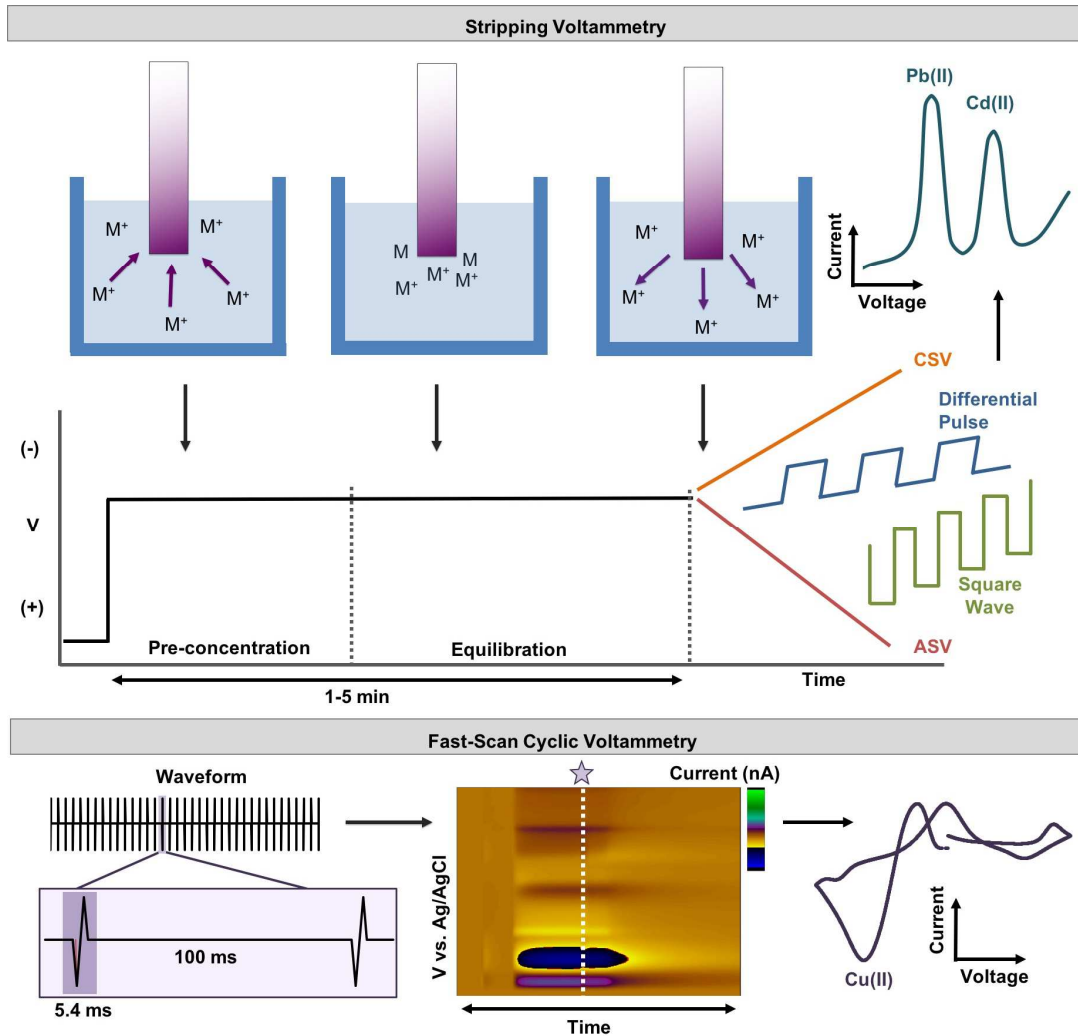 Stripping Voltammetry
Pb(II)
Cd(II)
Current
Voltage
M⁺ M⁺
M⁺ M⁺
M⁺
M M
M⁺
M⁺ M⁺
M⁺ M⁺
M⁺ M⁺
M⁺
CSV
Differential
Pulse
Square
Wave
ASV
(-)
V
(+)
Pre-concentration
Equilibration
Time
1-5 min
Fast-Scan Cyclic Voltammetry
Waveform
100 ms
5.4 ms
Current (nA)
V vs. Ag/AgCl
Time
Cu(II)
Current
Voltage